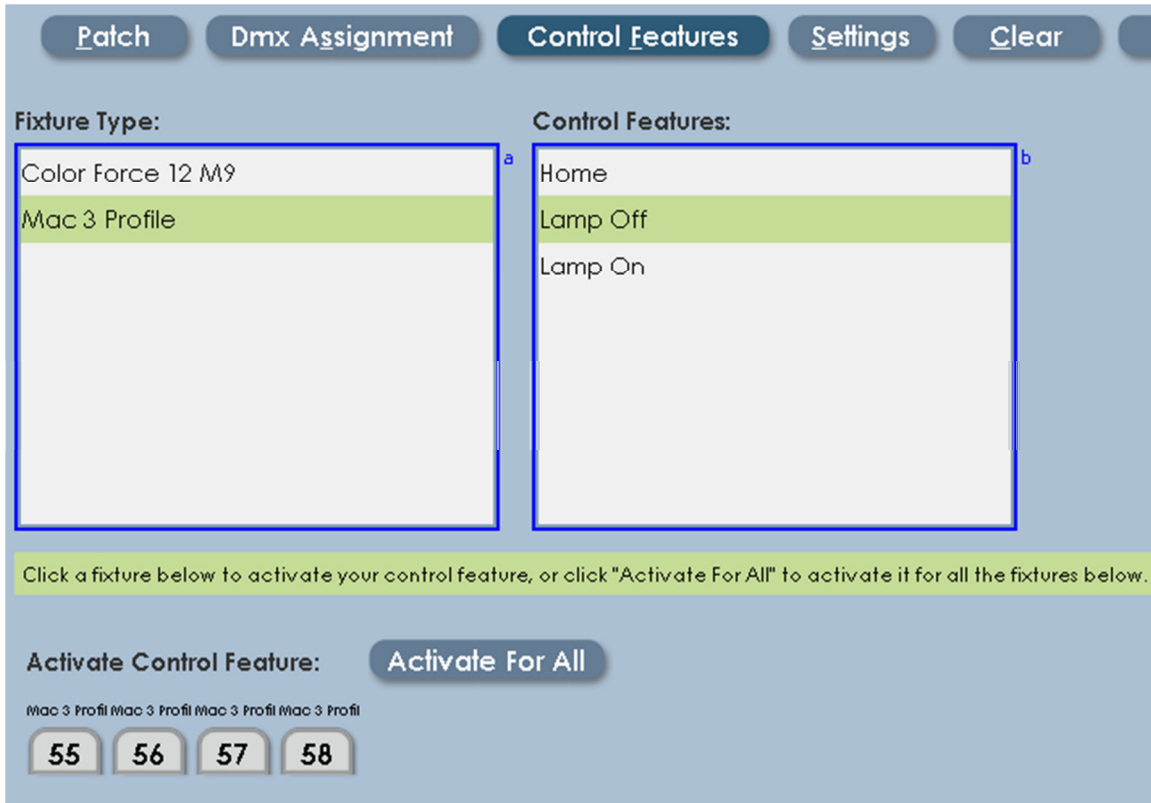 Patch Dmx Assignment Control Features Settings Clear
Fixture Type: Control Features:
a b
Color Force 12 M9 Home
Mac 3 Profile Lamp Off
Lamp On
Click a fixture below to activate your control feature, or click "Activate For All" to activate it for all the fixtures below.
Activate Control Feature: Activate For All
Mac 3 Profil Mac 3 Profil Mac 3 Profil Mac 3 Profil
55 56 57 58